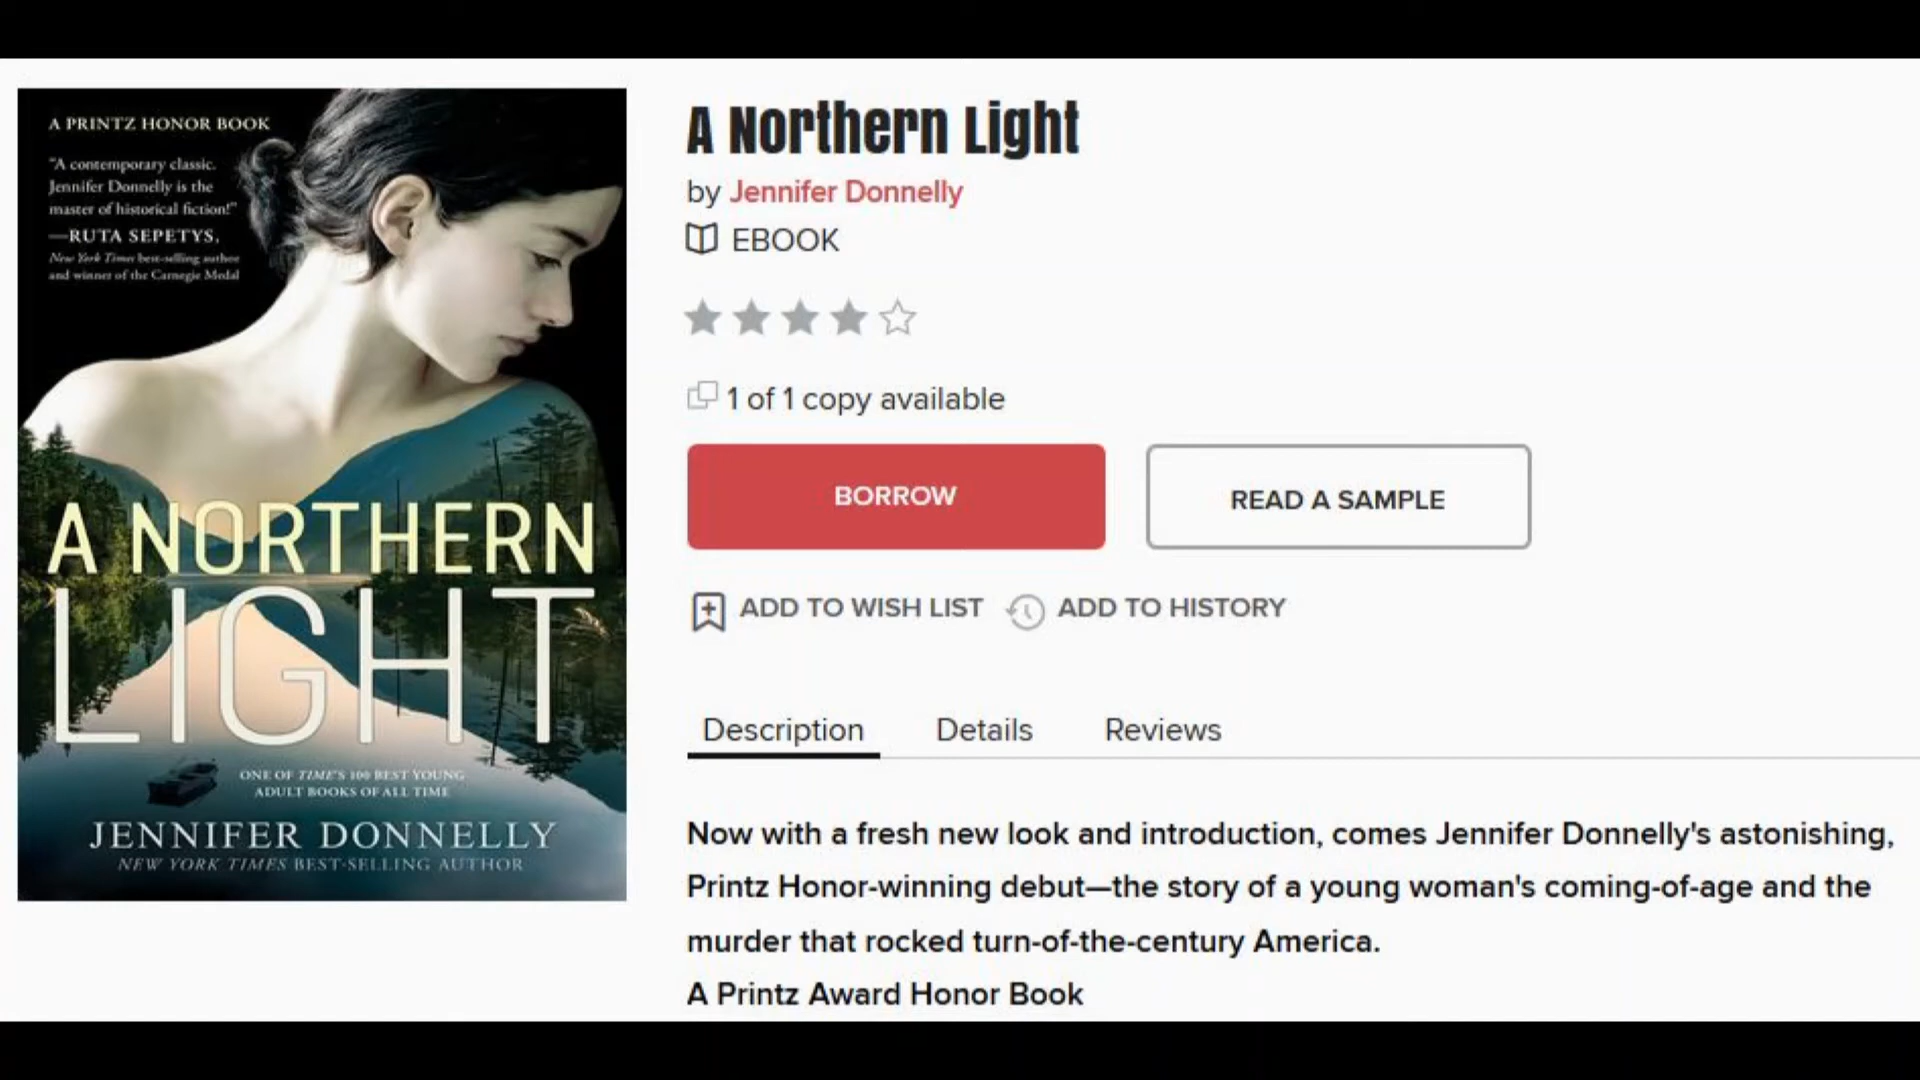 A PRINTZ HONOR BOOK
"A contemporary classic.
Jennifer Donnelly is the
master of historical fiction!"
—RUTA SEPETYS,
New York Times best-selling author
and winner of the Carnegie Medal
A NORTHERN
LIGHT
ONE OF TIME'S 100 BEST YOUNG
ADULT BOOKS OF ALL TIME
JENNIFER DONNELLY
NEW YORK TIMES BEST-SELLING AUTHOR
A Northern Light
by Jennifer Donnelly
EBOOK
1 of 1 copy available
BORROW
READ A SAMPLE
ADD TO WISH LIST ADD TO HISTORY
Description Details Reviews
Now with a fresh new look and introduction, comes Jennifer Donnelly's astonishing,
Printz Honor-winning debut—the story of a young woman's coming-of-age and the
murder that rocked turn-of-the-century America.
A Printz Award Honor Book